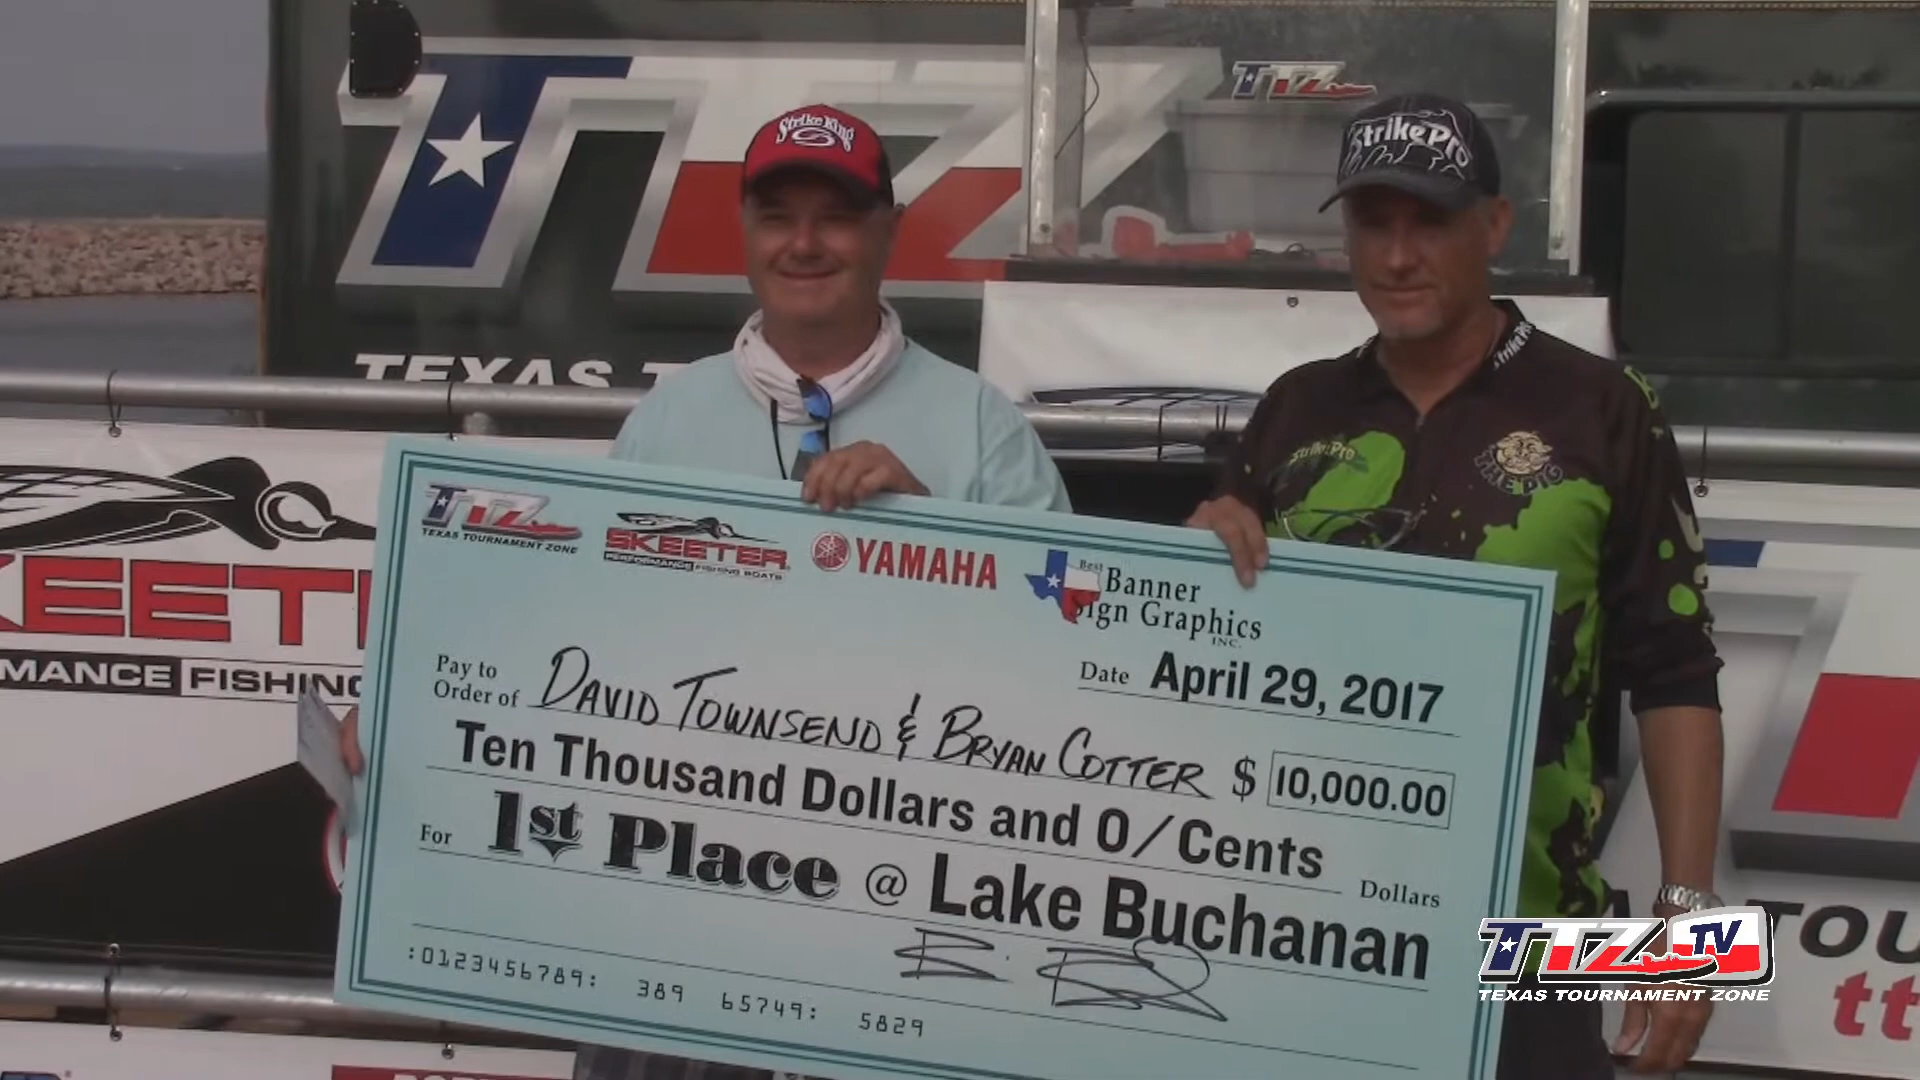 TTZ
TTZ
Strike King
StrikePro
TEXAS T
StrikePro
StrikePro
THE PIG
TTZ
TEXAS TOURNAMENT ZONE
SKEETER
PERFORMANCE FISHING BOATS
YAMAHA
Best
Banner
Sign Graphics
INC.
Date April 29, 2017
Pay to
Order of DAVID TOWNSEND & BRYAN COTTER $ 10,000.00
Ten Thousand Dollars and 0/Cents Dollars
For 1st Place @ Lake Buchanan
:0123456789: 389 65749: 5829
KEET
MANCE FISHIN
TOU
tt
TTZ TV
TEXAS TOURNAMENT ZONE